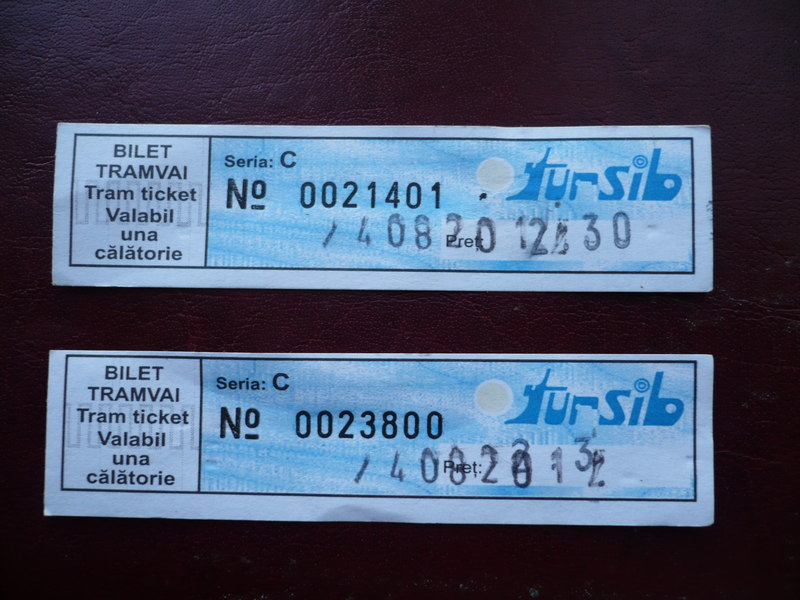 BILET
TRAMVAI
Tram ticket
Valabil
una
călătorie
Seria: C
Nº 0021401
tursib
Preț:
BILET
TRAMVAI
Tram ticket
Valabil
una
călătorie
Seria: C
Nº 0023800
tursib
Preț: